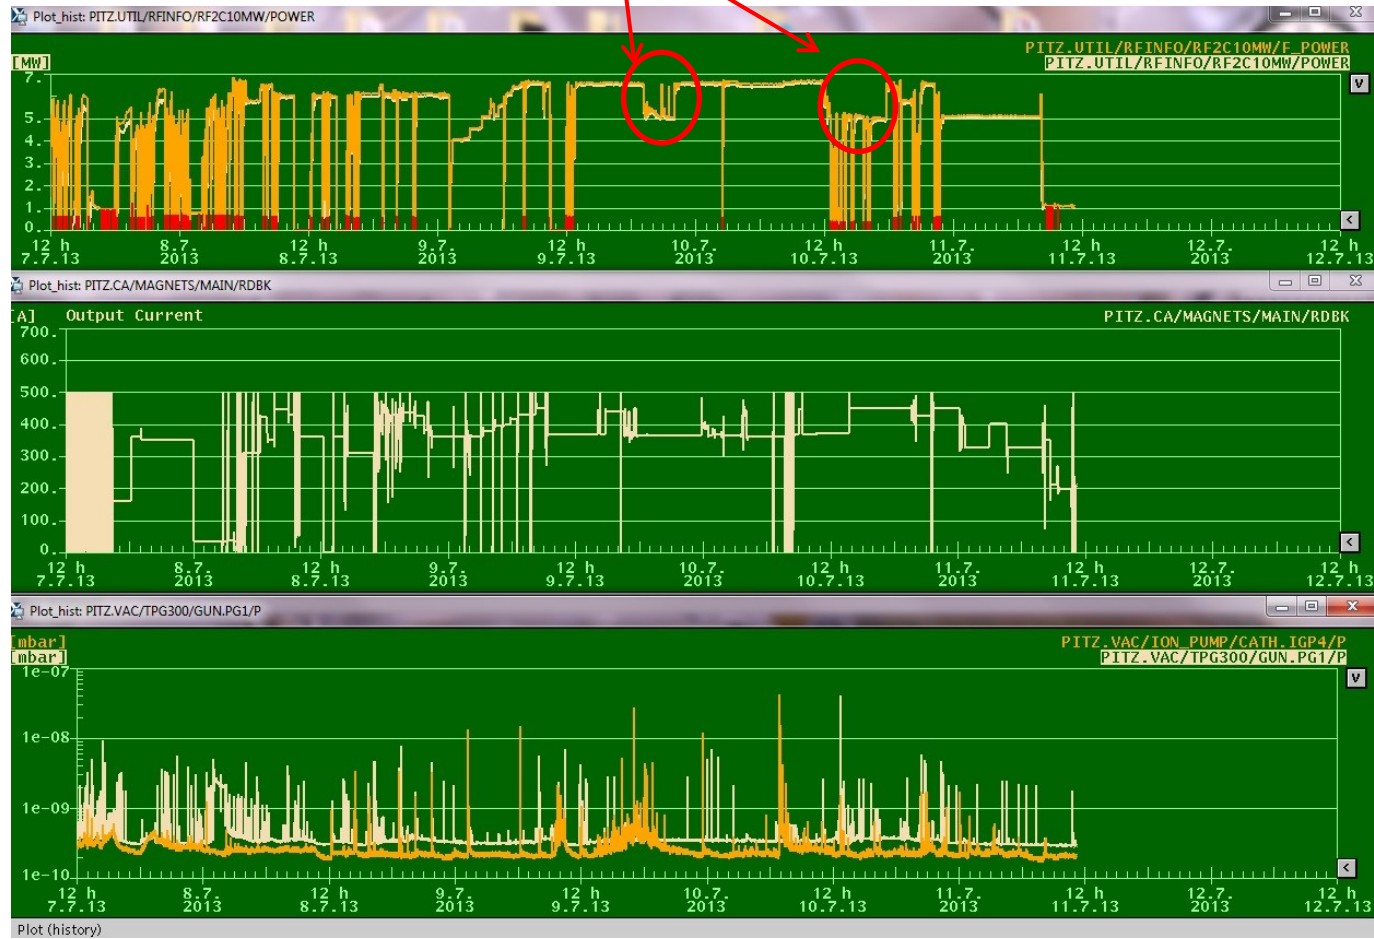 Plot_hist: PITZ.UTIL/RFINFO/RF2C10MW/POWER
PITZ.UTIL/RFINFO/RF2C10MW/F_POWER
[MW] PITZ.UTIL/RFINFO/RF2C10MW/POWER
7.
5.
4.
3.
2.
1.
0.
12 h 8.7. 12 h 9.7. 12 h 10.7. 12 h 11.7. 12 h 12.7. 12 h
7.7.13 2013 8.7.13 2013 9.7.13 2013 10.7.13 2013 11.7.13 2013 12.7.13
Plot_hist: PITZ.CA/MAGNETS/MAIN/RDBK
[A] Output Current PITZ.CA/MAGNETS/MAIN/RDBK
700.
600.
500.
400.
300.
200.
100.
0.
12 h 8.7. 12 h 9.7. 12 h 10.7. 12 h 11.7. 12 h 12.7. 12 h
7.7.13 2013 8.7.13 2013 9.7.13 2013 10.7.13 2013 11.7.13 2013 12.7.13
Plot_hist: PITZ.VAC/TPG300/GUN.PG1/P
[mbar] PITZ.VAC/ION_PUMP/CATH.IGP4/P
[mbar] PITZ.VAC/TPG300/GUN.PG1/P
1e-07
1e-08
1e-09
1e-10
12 h 8.7. 12 h 9.7. 12 h 10.7. 12 h 11.7. 12 h 12.7. 12 h
7.7.13 2013 8.7.13 2013 9.7.13 2013 10.7.13 2013 11.7.13 2013 12.7.13
Plot (history)